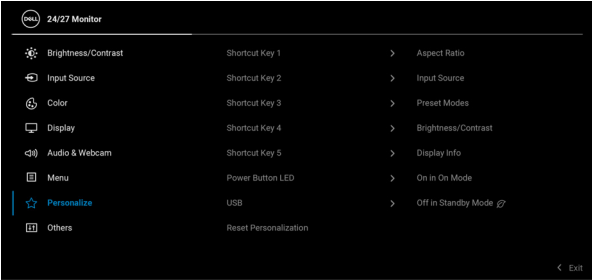 DELL 24/27 Monitor
Brightness/Contrast Shortcut Key 1 > Aspect Ratio
Input Source Shortcut Key 2 > Input Source
Color Shortcut Key 3 > Preset Modes
Display Shortcut Key 4 > Brightness/Contrast
Audio & Webcam Shortcut Key 5 > Display Info
Menu Power Button LED > On in On Mode
Personalize USB > Off in Standby Mode
Others Reset Personalization
< Exit